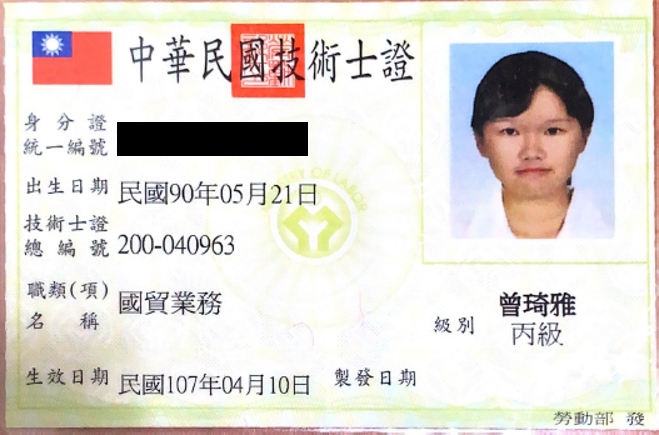 中華民國技術士證
身分證
統一編號
出生日期 民國90年05月21日
技術士證
總編號 200-040963
職類(項)
名稱 國貿業務
曾琦雅
級別 丙級
生效日期 民國107年04月10日 製發日期
勞動部 發
MINISTRY OF LABOR